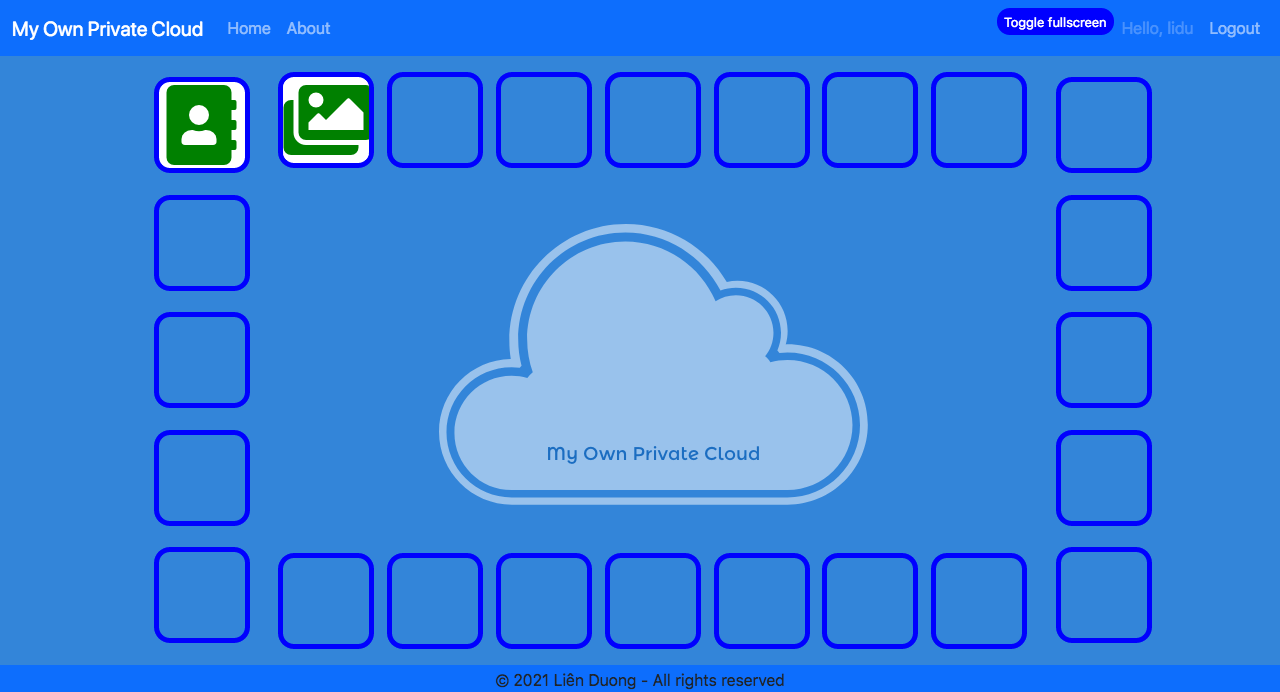 My Own Private Cloud
Home
About
Toggle fullscreen
Hello, lidu
Logout
My Own Private Cloud
© 2021 Liên Duong - All rights reserved